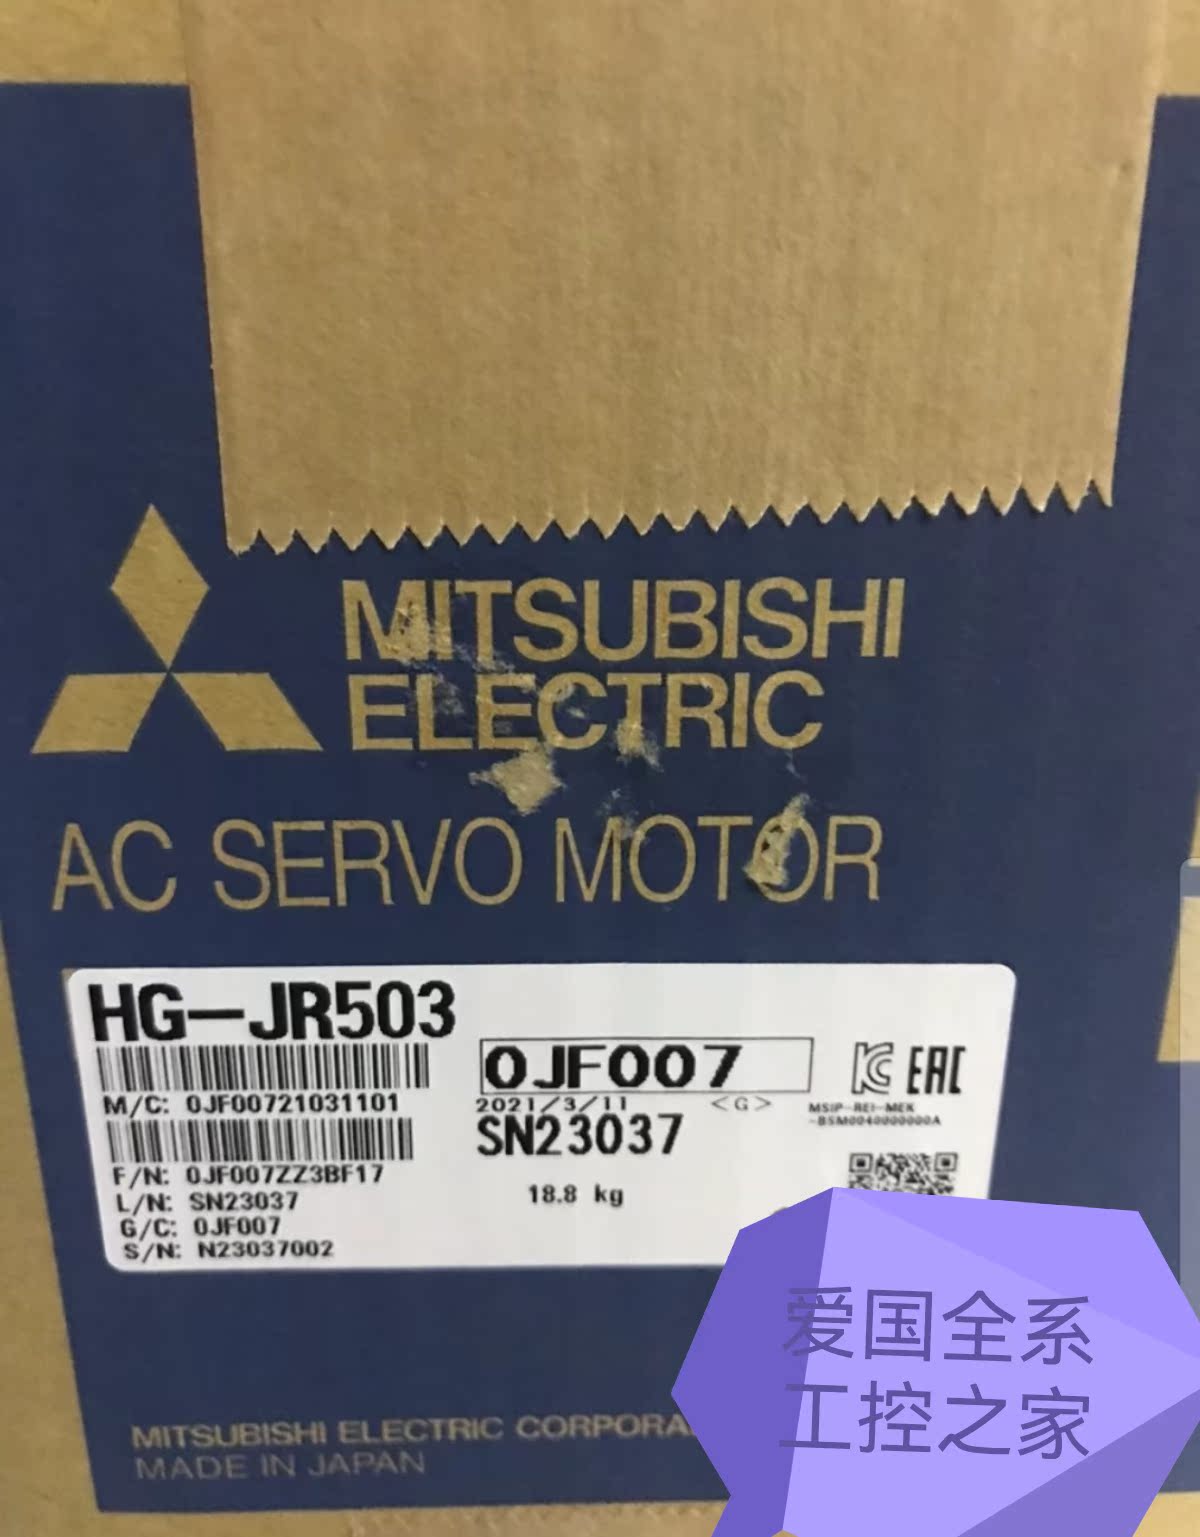 MITSUBISHI
ELECTRIC
AC SERVO MOTOR
HG-JR503
M/C: 0JF00721031101
F/N: 0JF007ZZ3BF17
L/N: SN23037
G/C: 0JF007
S/N: N23037002
0JF007
2021/3/11 <G>
SN23037
18.8 kg
EAC
MSIP-REI-MEK
-BSM0040000000A
爱国全系
工控之家
MITSUBISHI ELECTRIC CORPORA
MADE IN JAPAN